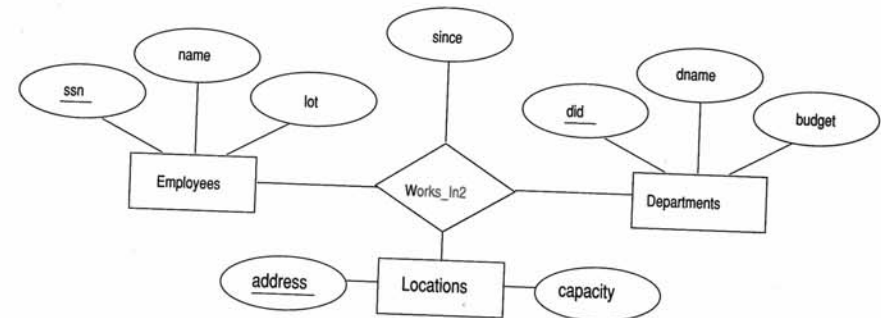 since
name
dname
ssn
lot
did
budget
Employees
Works_In2
Departments
address
Locations
capacity